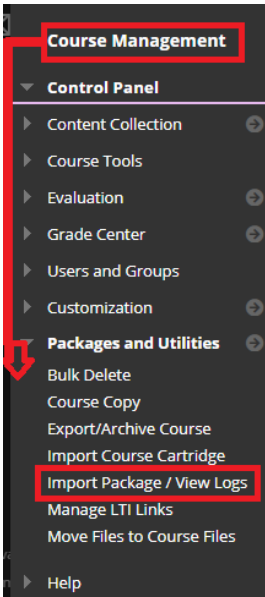 Course Management
Control Panel
Content Collection
Course Tools
Evaluation
Grade Center
Users and Groups
Customization
Packages and Utilities
Bulk Delete
Course Copy
Export/Archive Course
Import Course Cartridge
Import Package / View Logs
Manage LTI Links
Move Files to Course Files
Help